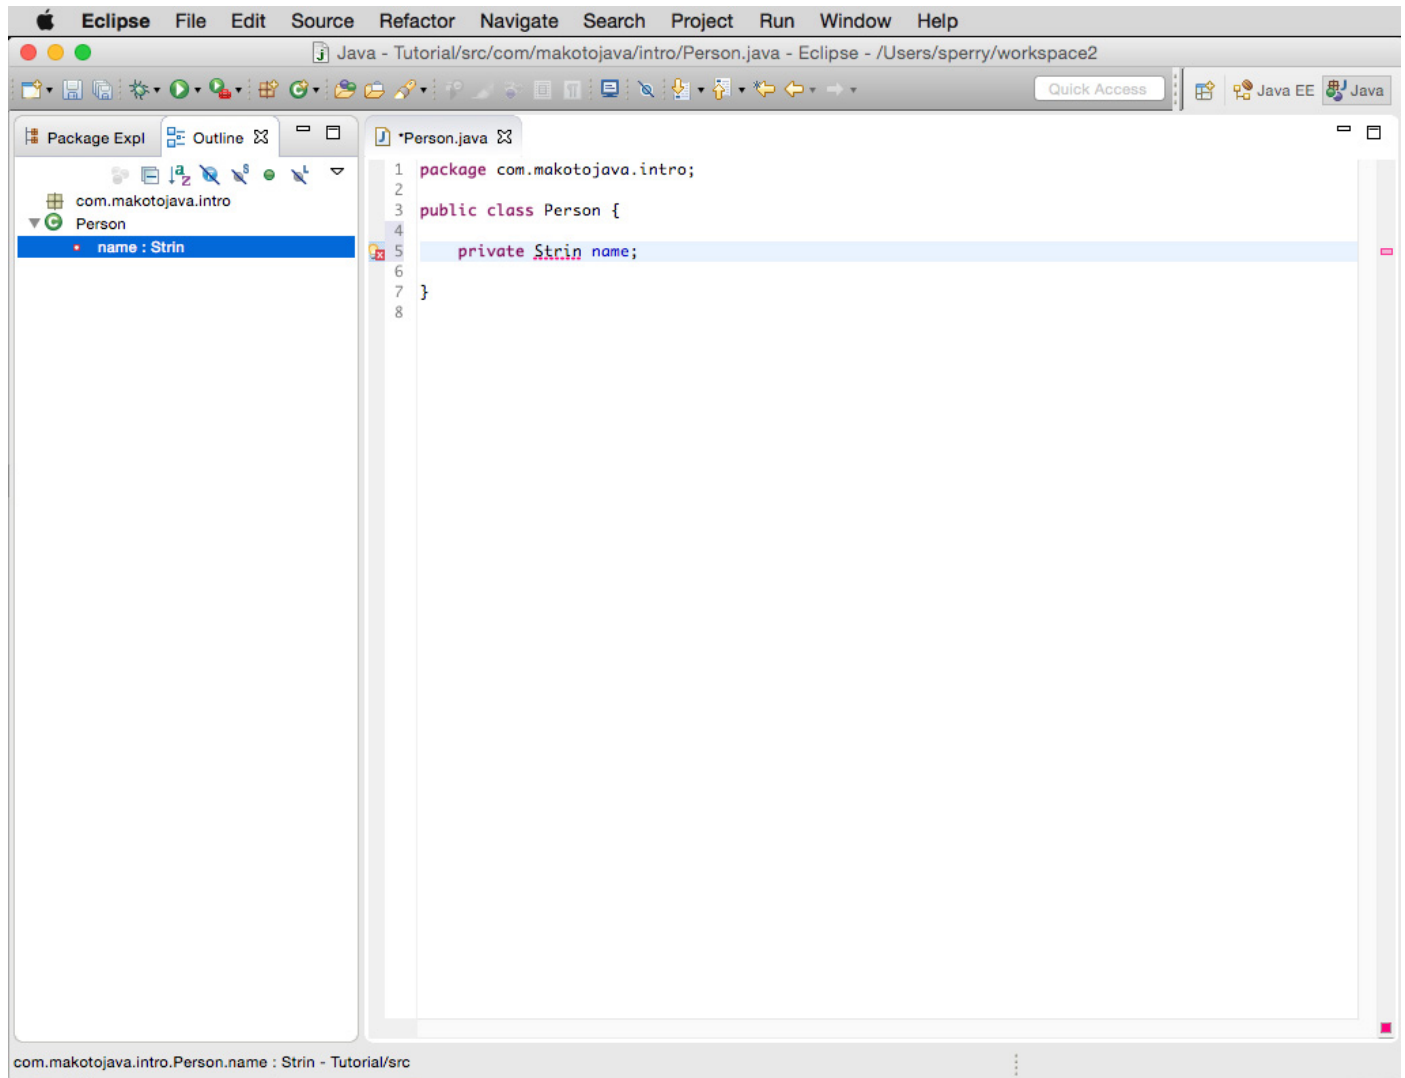 Eclipse File Edit Source Refactor Navigate Search Project Run Window Help
Java - Tutorial/src/com/makotojava/intro/Person.java - Eclipse - /Users/sperry/workspace2
Quick Access Java EE Java
Package Expl Outline
*Person.java
com.makotojava.intro
Person
name : Strin
1 package com.makotojava.intro;
2
3 public class Person {
4
5 private Strin name;
6
7 }
8
com.makotojava.intro.Person.name : Strin - Tutorial/src